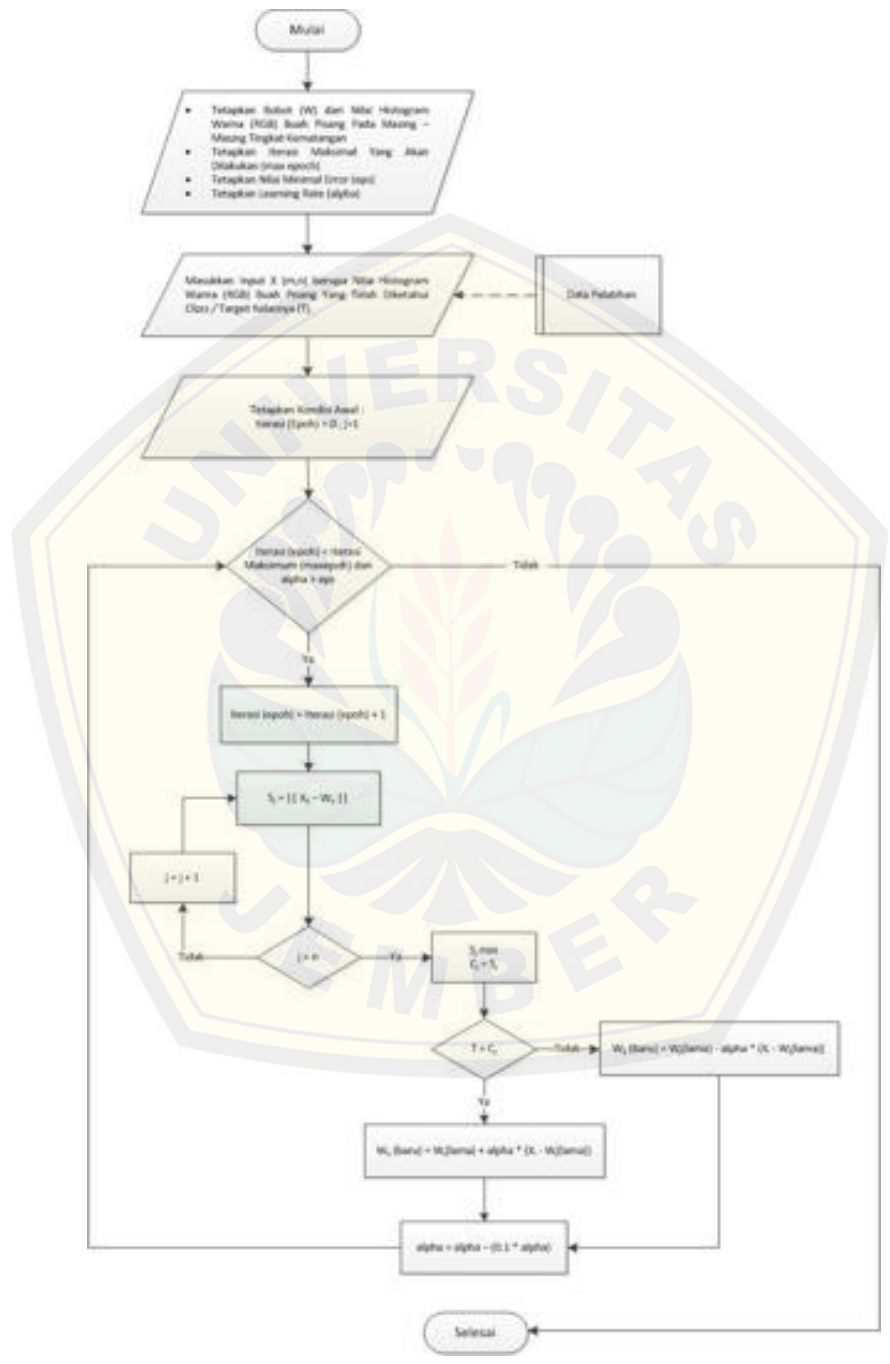 Mulai
• Tetapkan Bobot (W) dari Nilai Histogram
Warna (RGB) Buah Pisang Pada Masing –
Masing Tingkat Kematangan
• Tetapkan Iterasi Maksimal Yang Akan
Dilakukan (max epoch)
• Tetapkan Nilai Minimal Error (eps)
• Tetapkan Learning Rate (alpha)
Masukkan Input X (m,n) berupa Nilai Histogram
Warna (RGB) Buah Pisang Yang Telah Diketahui
Class / Target kelasnya (T).
Data Pelatihan
Tetapkan Kondisi Awal :
Iterasi (Epoh) = 0 ; j=1
Iterasi (epoh) < Iterasi
Maksimum (maxepoh) dan
alpha > eps
Tidak
Ya
Iterasi (epoh) = Iterasi (epoh) + 1
j = j + 1
Tidak
Ya
Tidak
Ya
alpha = alpha – (0.1 * alpha)
Selesai
UNIVERSITAS
JEMBER